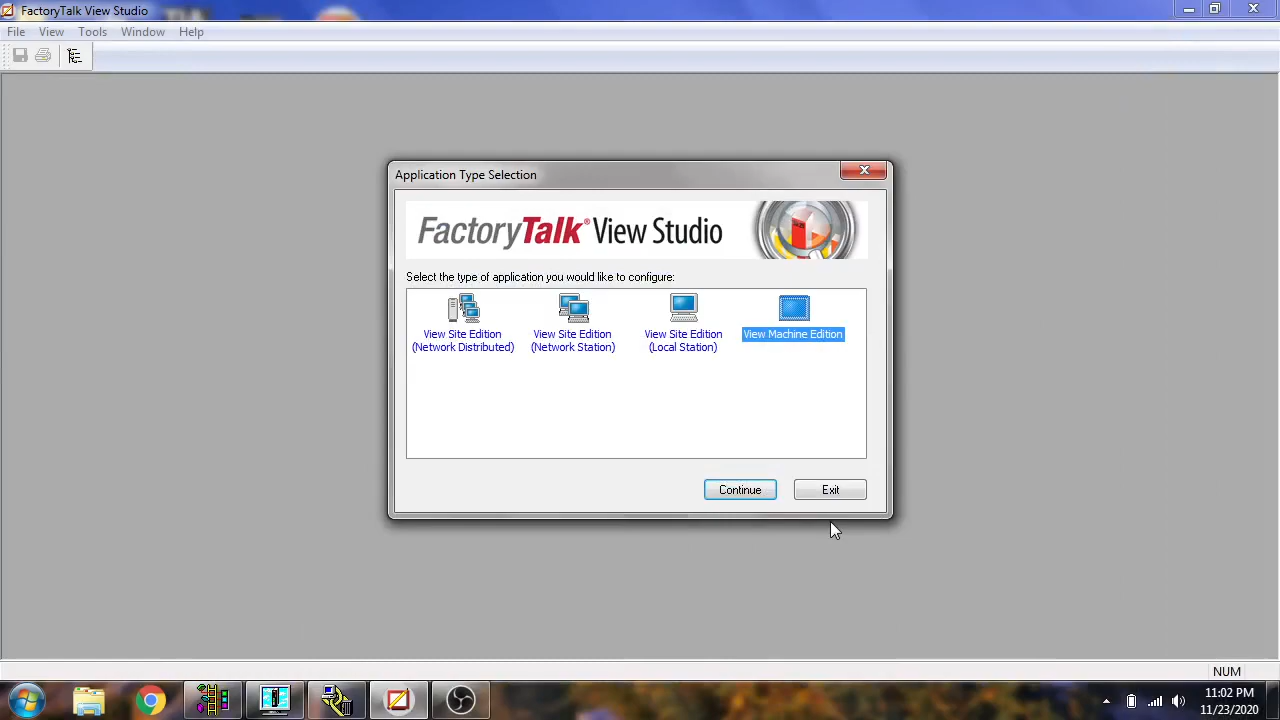 FactoryTalk View Studio
File View Tools Window Help
Application Type Selection
FactoryTalk® View Studio
Select the type of application you would like to configure:
View Site Edition
(Network Distributed)
View Site Edition
(Network Station)
View Site Edition
(Local Station)
View Machine Edition
Continue
Exit
NUM
11:02 PM
11/23/2020